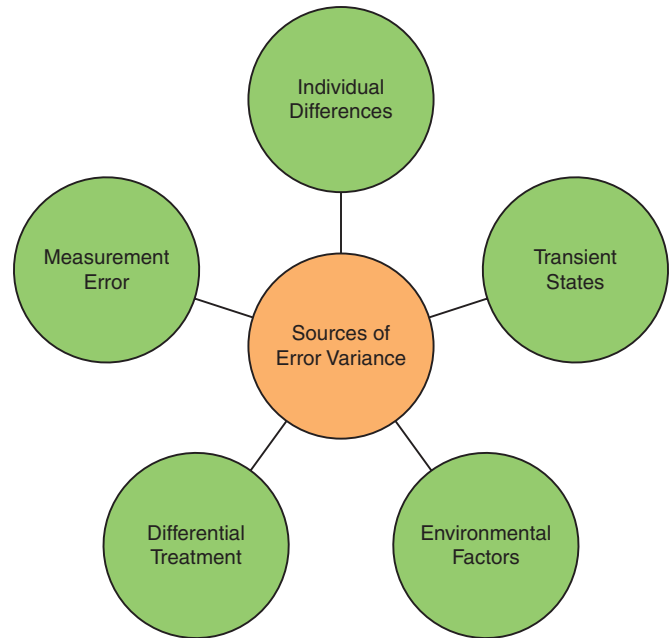 Individual
Differences
Measurement
Error
Transient
States
Sources of
Error Variance
Differential
Treatment
Environmental
Factors